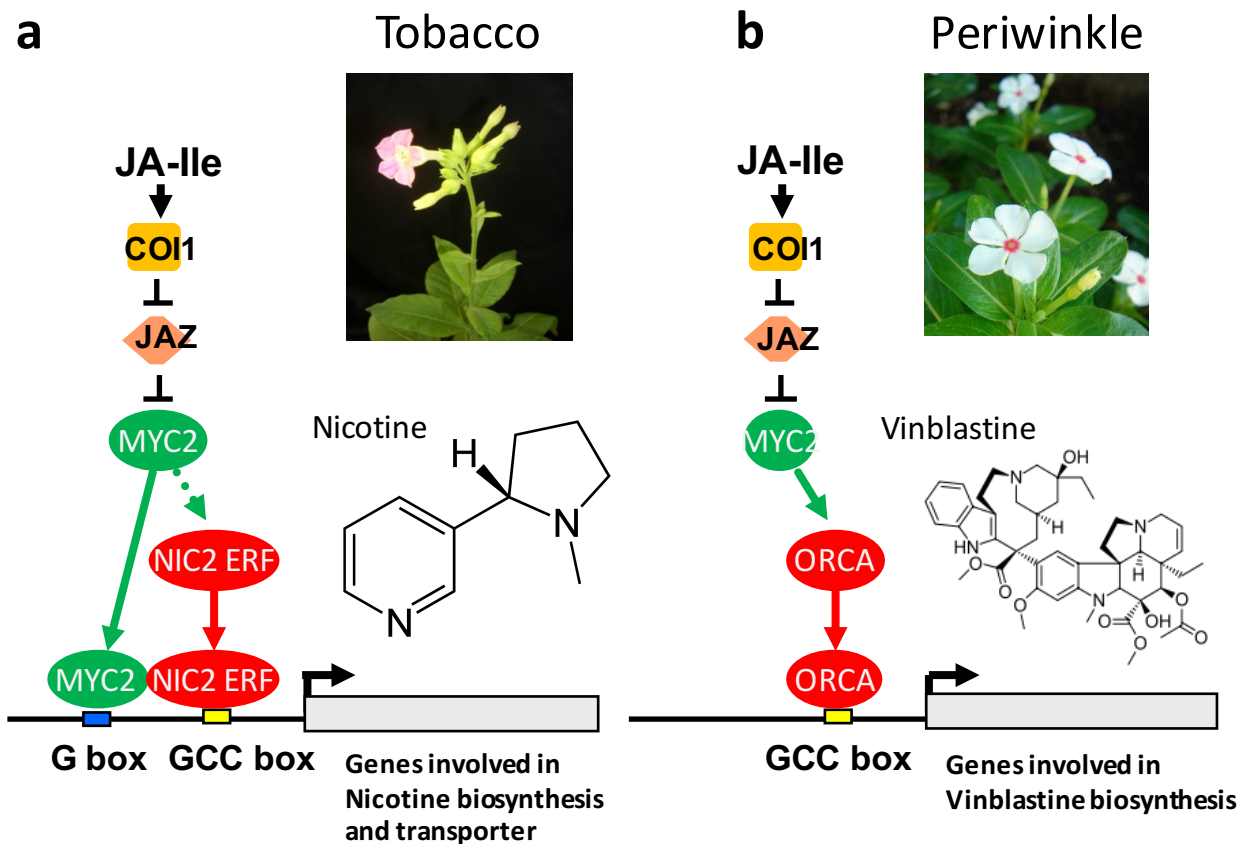 a
Tobacco
JA-Ile
COI1
JAZ
MYC2
Nicotine
H
N
N
NIC2 ERF
MYC2
NIC2 ERF
G box
GCC box
Genes involved in
Nicotine biosynthesis
and transporter
b
Periwinkle
JA-Ile
COI1
JAZ
MYC2
Vinblastine
OH
N
H
HN
N
H
O
O
O
N
O
OH
O
O
O
ORCA
ORCA
GCC box
Genes involved in
Vinblastine biosynthesis